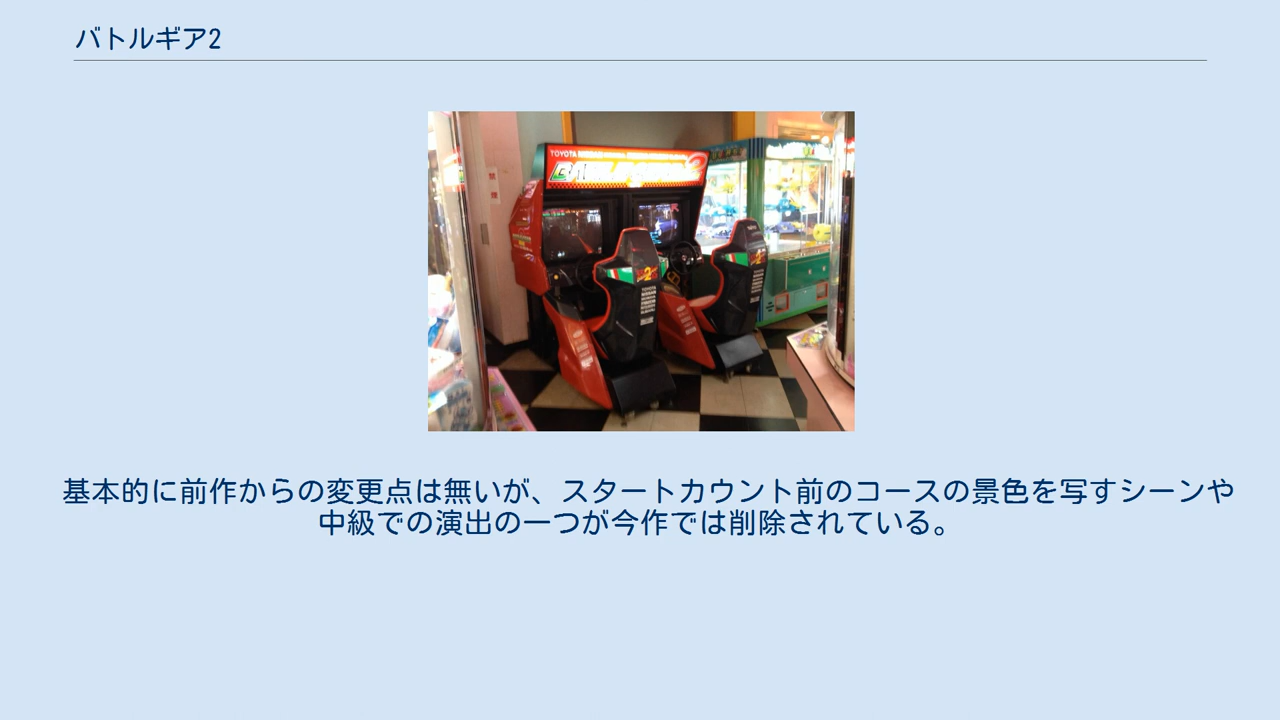 バトルギア2
TOYOTA
2
基本的に前作からの変更点は無いが、スタートカウント前のコースの景色を写すシーンや
中級での演出の一つが今作では削除されている。